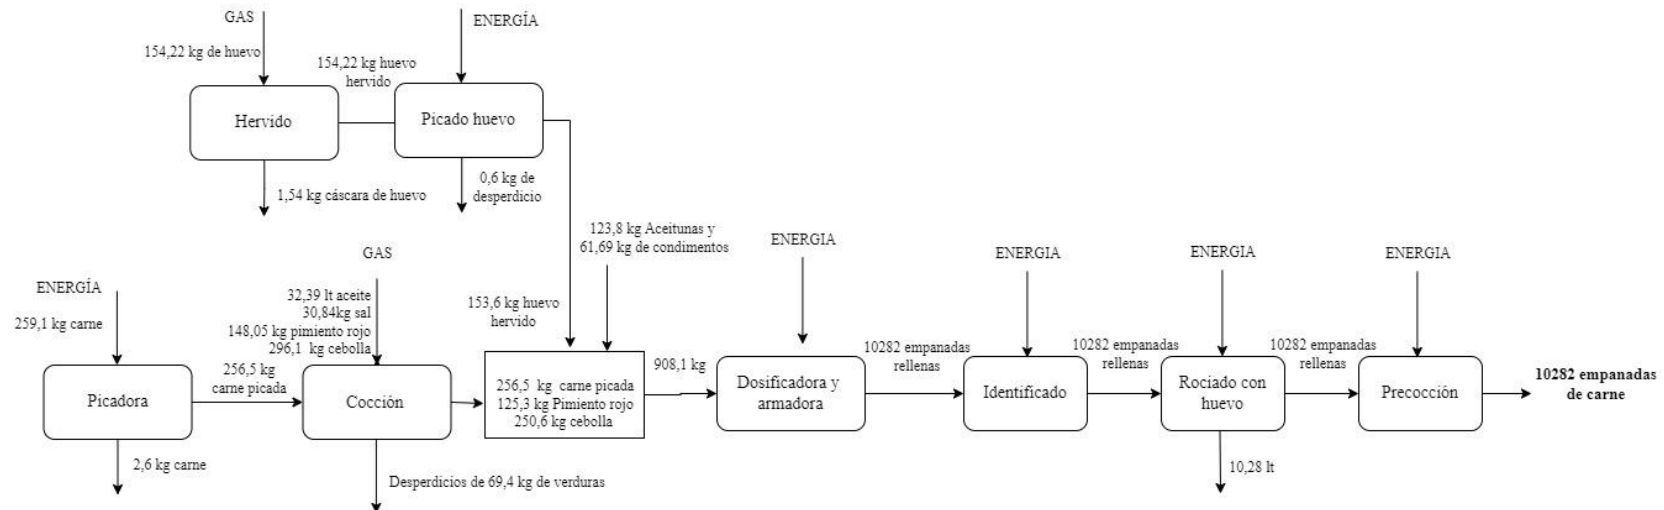 GAS
154,22 kg de huevo
ENERGÍA
154,22 kg huevo
hervido
Hervido
Picado huevo
1,54 kg cáscara de huevo
0,6 kg de
desperdicio
123,8 kg Aceitunas y
61,69 kg de condimentos
153,6 kg huevo
hervido
ENERGÍA
259,1 kg carne
GAS
32,39 lt aceite
30,84kg sal
148,05 kg pimiento rojo
296,1 kg cebolla
Picadora
256,5 kg
carne picada
Cocción
256,5 kg carne picada
125,3 kg Pimiento rojo
250,6 kg cebolla
908,1 kg
ENERGIA
Dosificadora y
armadora
10282 empanadas
rellenas
ENERGIA
Identificado
10282 empanadas
rellenas
ENERGIA
Rociado con
huevo
10282 empanadas
rellenas
ENERGIA
Precocción
10282 empanadas
de carne
2,6 kg carne
Desperdicios de 69,4 kg de verduras
10,28 lt